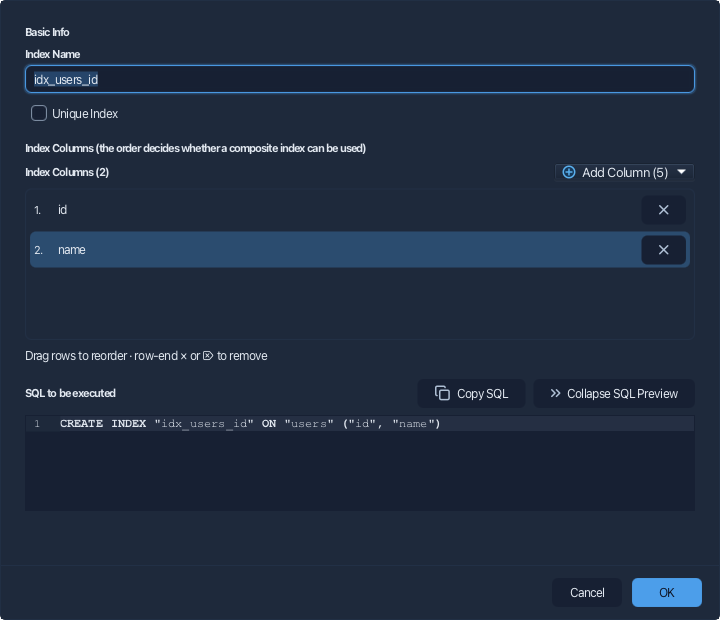 Basic Info
Index Name
idx_users_id
Unique Index
Index Columns (the order decides whether a composite index can be used)
Index Columns (2)
Add Column (5)
1. id
2. name
Drag rows to reorder · row-end × or ⌦ to remove
SQL to be executed
Copy SQL
Collapse SQL Preview
1 CREATE INDEX "idx_users_id" ON "users" ("id", "name")
Cancel
OK